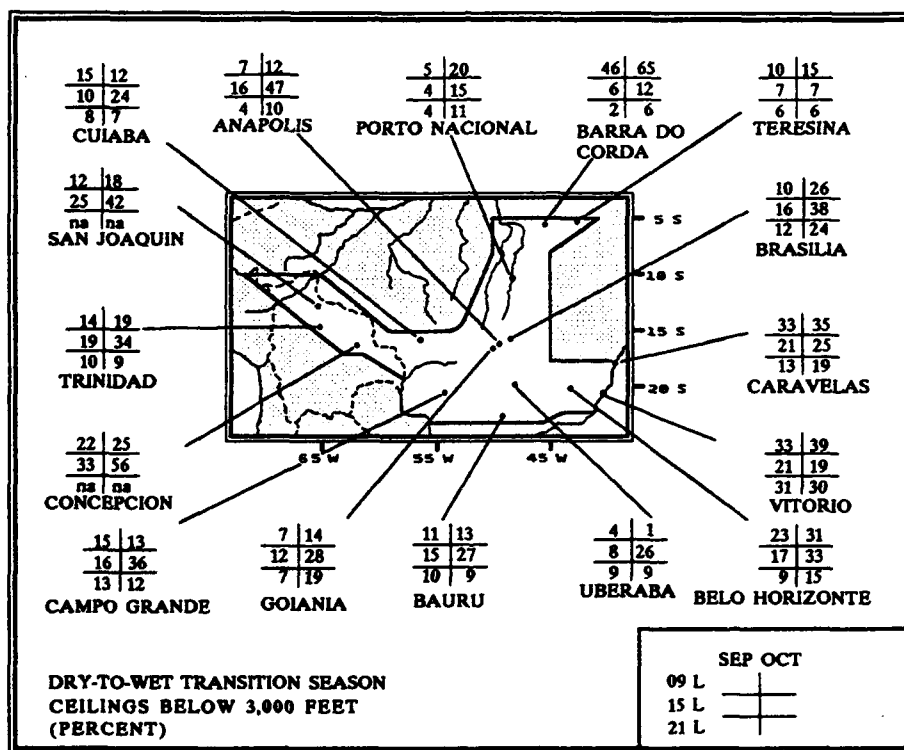 15 12
10 24
8 7
CUIABA
7 12
16 47
4 10
ANAPOLIS
5 20
4 15
4 11
PORTO NACIONAL
46 65
6 12
2 6
BARRA DO
CORDA
10 15
7 7
6 6
TERESINA
12 18
25 42
na na
SAN JOAQUIN
10 26
16 38
12 24
BRASILIA
5 S
10 S
15 S
20 S
14 19
19 34
10 9
TRINIDAD
33 35
21 25
13 19
CARAVELAS
65 W
55 W
45 W
22 25
33 56
na na
CONCEPCION
33 39
21 19
31 30
VITORIO
15 13
16 36
13 12
CAMPO GRANDE
7 14
12 28
7 19
GOIANIA
11 13
15 27
10 9
BAURU
4 1
8 26
9 9
UBERABA
23 31
17 33
9 15
BELO HORIZONTE
DRY-TO-WET TRANSITION SEASON
CEILINGS BELOW 3,000 FEET
(PERCENT)
SEP OCT
09 L
15 L
21 L